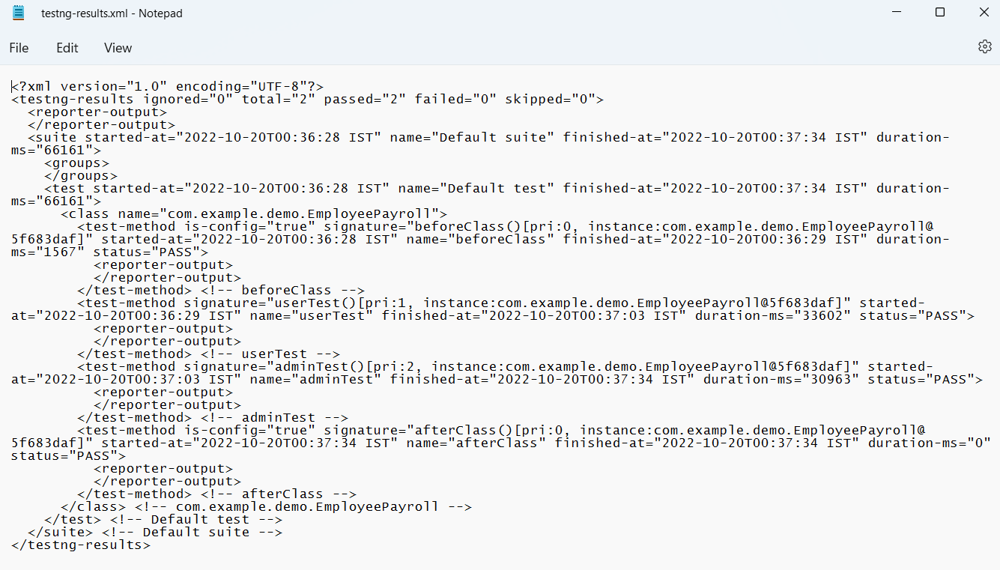 testng-results.xml - Notepad
File Edit View
<?xml version="1.0" encoding="UTF-8"?>
<testng-results ignored="0" total="2" passed="2" failed="0" skipped="0">
  <reporter-output>
  </reporter-output>
  <suite started-at="2022-10-20T00:36:28 IST" name="Default suite" finished-at="2022-10-20T00:37:34 IST" duration-
ms="66161">
    <groups>
    </groups>
    <test started-at="2022-10-20T00:36:28 IST" name="Default test" finished-at="2022-10-20T00:37:34 IST" duration-
ms="66161">
      <class name="com.example.demo.EmployeePayroll">
        <test-method is-config="true" signature="beforeClass()[pri:0, instance:com.example.demo.EmployeePayroll@
5f683daf]" started-at="2022-10-20T00:36:28 IST" name="beforeClass" finished-at="2022-10-20T00:36:29 IST" duration-
ms="1567" status="PASS">
          <reporter-output>
          </reporter-output>
        </test-method> <!-- beforeClass -->
        <test-method signature="userTest()[pri:1, instance:com.example.demo.EmployeePayroll@5f683daf]" started-
at="2022-10-20T00:36:29 IST" name="userTest" finished-at="2022-10-20T00:37:03 IST" duration-ms="33602" status="PASS">
          <reporter-output>
          </reporter-output>
        </test-method> <!-- userTest -->
        <test-method signature="adminTest()[pri:2, instance:com.example.demo.EmployeePayroll@5f683daf]" started-
at="2022-10-20T00:37:03 IST" name="adminTest" finished-at="2022-10-20T00:37:34 IST" duration-ms="30963" status="PASS">
          <reporter-output>
          </reporter-output>
        </test-method> <!-- adminTest -->
        <test-method is-config="true" signature="afterClass()[pri:0, instance:com.example.demo.EmployeePayroll@
5f683daf]" started-at="2022-10-20T00:37:34 IST" name="afterClass" finished-at="2022-10-20T00:37:34 IST" duration-ms="0"
status="PASS">
          <reporter-output>
          </reporter-output>
        </test-method> <!-- afterClass -->
      </class> <!-- com.example.demo.EmployeePayroll -->
    </test> <!-- Default test -->
  </suite> <!-- Default suite -->
</testng-results>